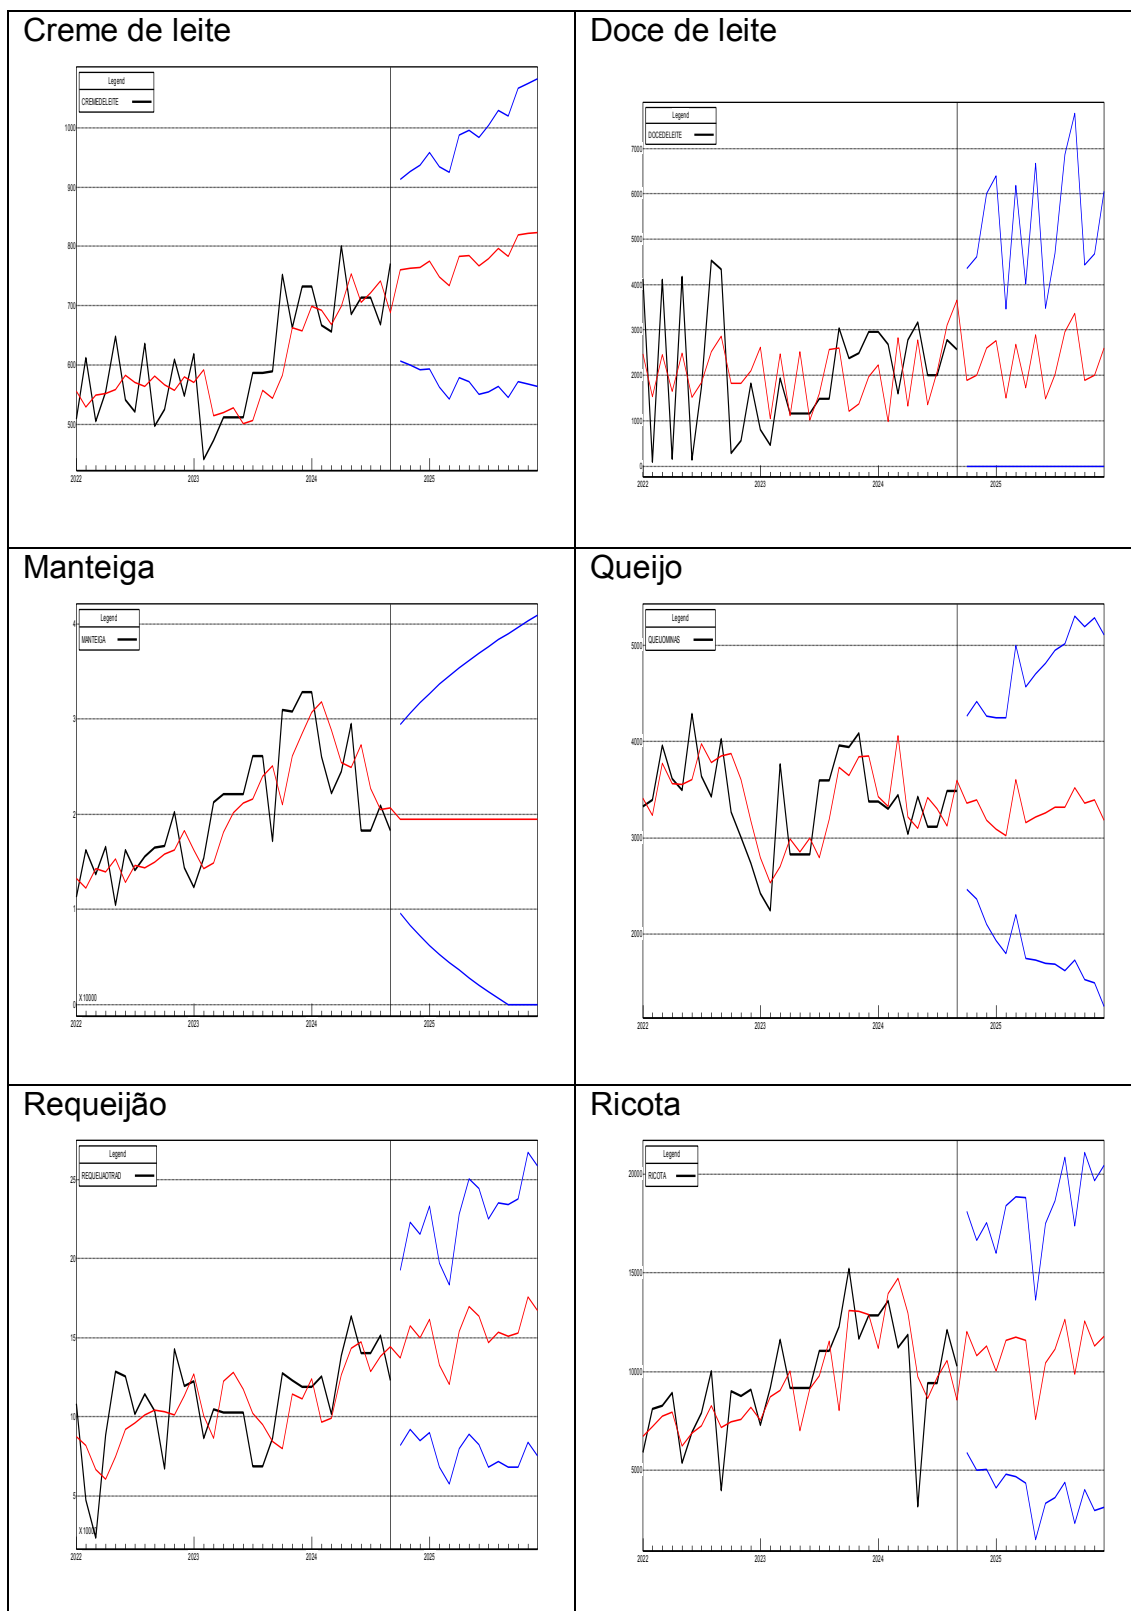 Creme de leite
Legend
CREMEDELEITE
1000
900
800
700
600
500
2022
2023
2024
2025
Doce de leite
Legend
DOCEDELEITE
7000
6000
5000
4000
3000
2000
1000
0
2022
2023
2024
2025
Manteiga
Legend
MANTEIGA
4
3
2
1
0
X 10000
2022
2023
2024
2025
Queijo
Legend
QUEIJOMINAS
5000
4000
3000
2000
2022
2023
2024
2025
Requeijão
Legend
REQUEIJAOTRAD
25
20
15
10
5
X 10000
2022
2023
2024
2025
Ricota
Legend
RICOTA
20000
15000
10000
5000
2022
2023
2024
2025